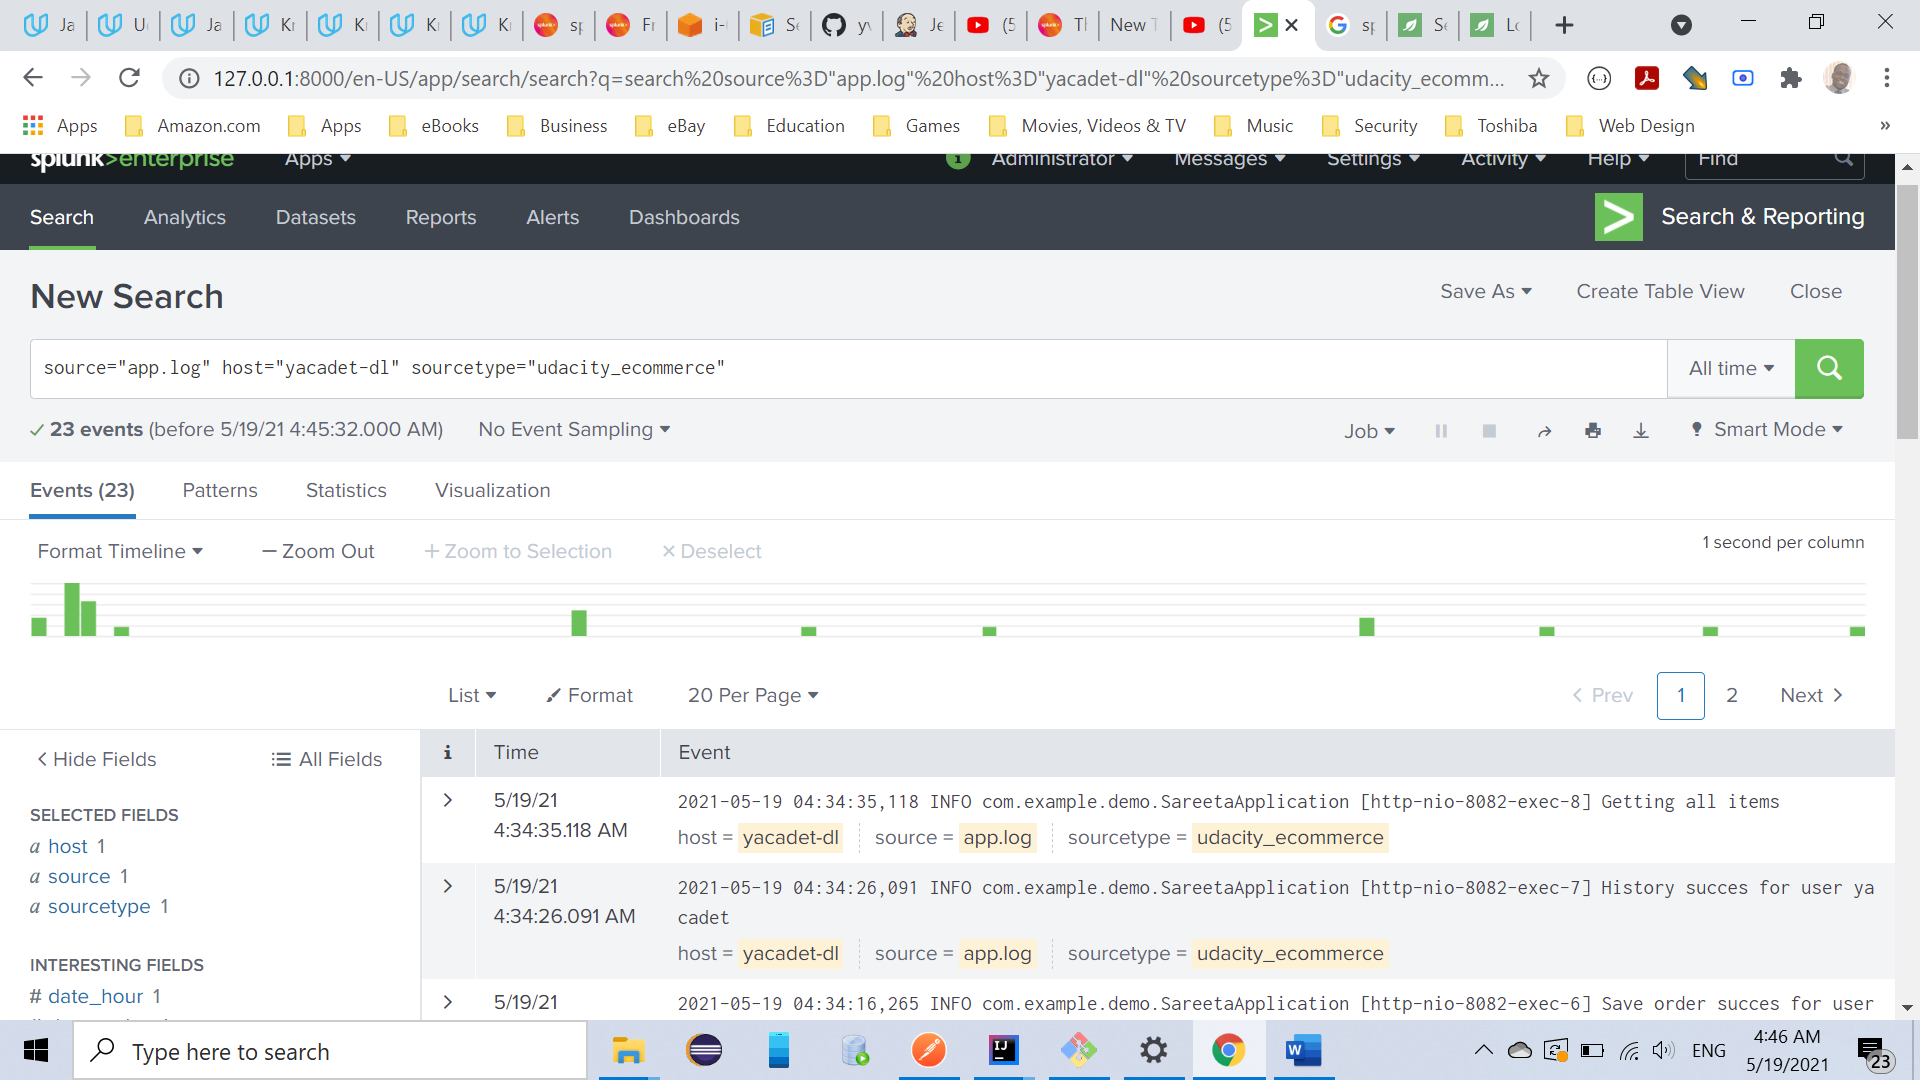 Ja
Ja
sp
Fr
Je
New T
sp
127.0.0.1:8000/en-US/app/search/search?q=search%20source%3D"app.log"%20host%3D"yacadet-dl"%20sourcetype%3D"udacity_ecomm...
Apps Amazon.com Apps eBooks Business eBay Education Games Movies, Videos & TV Music Security Toshiba Web Design »
splunk>enterprise Apps 1 Administrator Messages Settings Activity Help Find
Search Analytics Datasets Reports Alerts Dashboards Search & Reporting
New Search Save As Create Table View Close
source="app.log" host="yacadet-dl" sourcetype="udacity_ecommerce" All time
23 events (before 5/19/21 4:45:32.000 AM) No Event Sampling Job Smart Mode
Events (23) Patterns Statistics Visualization
Format Timeline – Zoom Out + Zoom to Selection × Deselect 1 second per column
List Format 20 Per Page < Prev 1 2 Next >
< Hide Fields All Fields i Time Event
SELECTED FIELDS
a host 1
a source 1
a sourcetype 1
INTERESTING FIELDS
# date_hour 1
> 5/19/21 2021-05-19 04:34:35,118 INFO com.example.demo.SareetaApplication [http-nio-8082-exec-8] Getting all items
4:34:35.118 AM host = yacadet-dl source = app.log sourcetype = udacity_ecommerce
> 5/19/21 2021-05-19 04:34:26,091 INFO com.example.demo.SareetaApplication [http-nio-8082-exec-7] History succes for user ya
4:34:26.091 AM cadet
host = yacadet-dl source = app.log sourcetype = udacity_ecommerce
> 5/19/21 2021-05-19 04:34:16,265 INFO com.example.demo.SareetaApplication [http-nio-8082-exec-6] Save order succes for user
Type here to search ENG 4:46 AM
5/19/2021 23